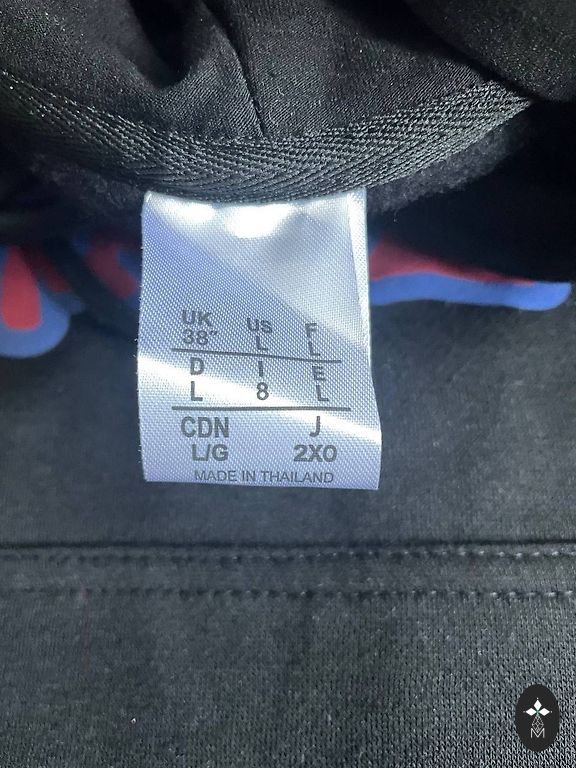 UK US F
38" L L
D I E
L 8 L
CDN J
L/G 2XO
MADE IN THAILAND
M